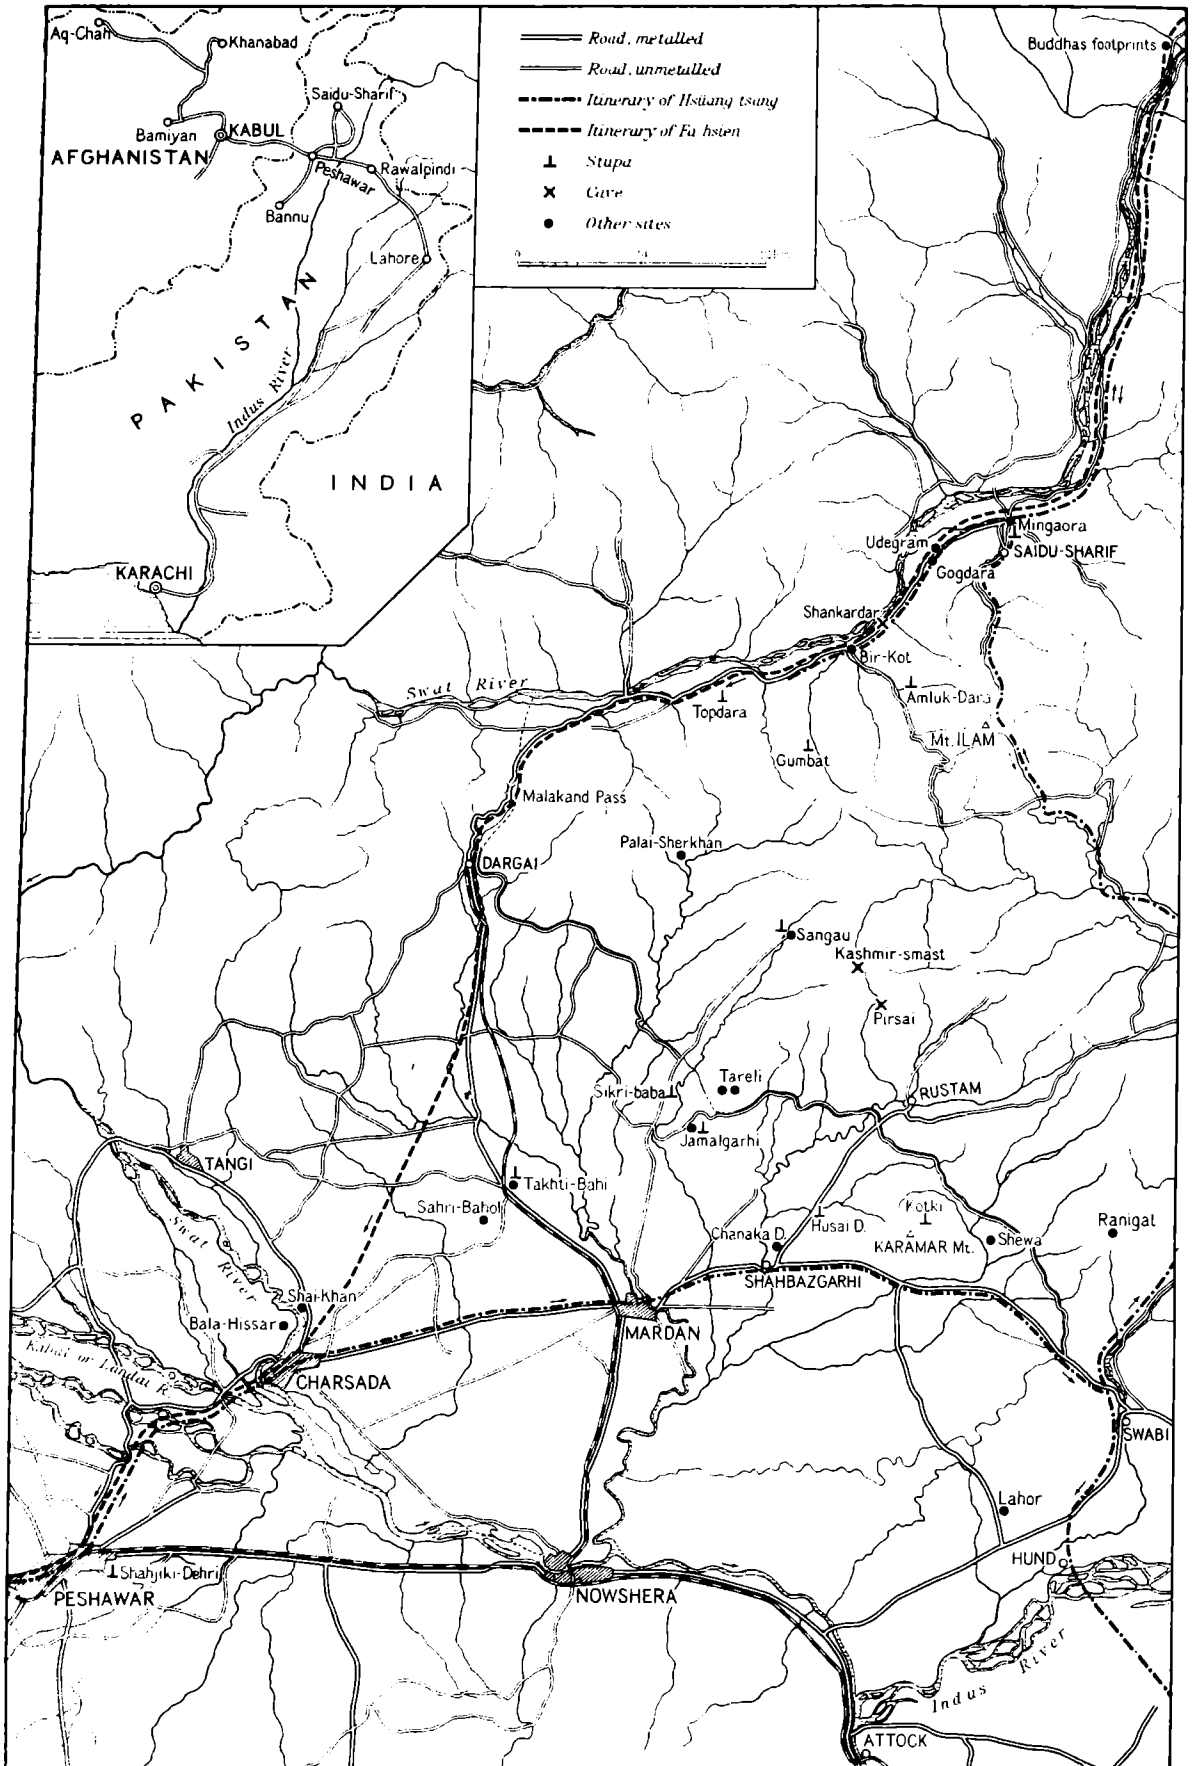 Aq-Chah
Khanabad
Saidu-Sharif
Bamiyan
KABUL
AFGHANISTAN
Peshawar
Rawalpindi
Bannu
Lahore
PAKISTAN
Indus River
INDIA
KARACHI
Road, metalled
Road, unmetalled
Itinerary of Hsüang tsang
Itinerary of Fa hsien
Stupa
Cave
Other sites
0
Buddhas footprints
Mingaora
Udegram
SAIDU-SHARIF
Gogdara
Shankardar
Bir-Kot
Swat River
Amluk-Dara
Topdara
Mt. ILAM
Gumbat
Malakand Pass
Palai-Sherkhan
DARGAI
Sangau
Kashmir-smast
Pirsai
Tareli
Sikri-baba
RUSTAM
Jamalgarhi
TANGI
Takhti-Bahi
Sahri-Bahol
Kotki
Husai D.
Ranigat
Chanaka D.
KARAMAR Mt.
Shewa
Swat River
SHAHBAZGARHI
Shai-Khan
Bala-Hissar
MARDAN
Kabul or Landai R.
CHARSADA
SWABI
Lahor
HUND
Shahjiki-Dehri
PESHAWAR
NOWSHERA
Indus River
ATTOCK